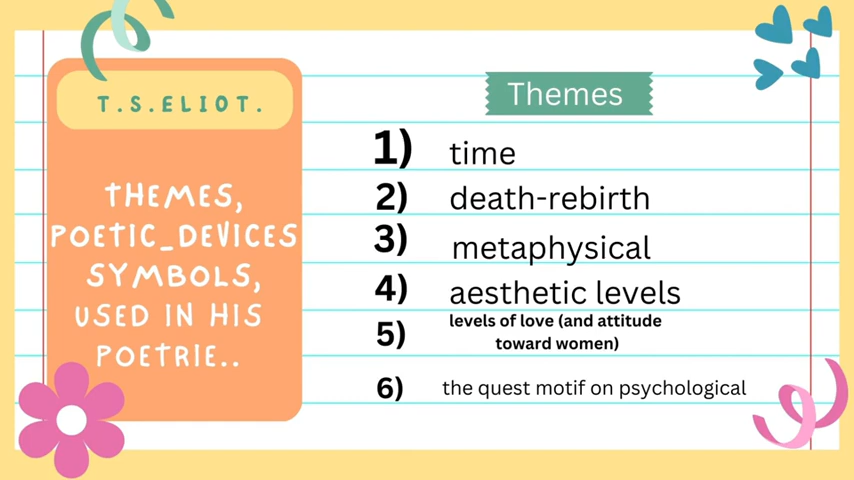 T.S.ELIOT.
THEMES,
POETIC_DEVICES
SYMBOLS,
USED IN HIS
POETRIE..
Themes
1) time
2) death-rebirth
3) metaphysical
4) aesthetic levels
5) levels of love (and attitude
toward women)
6) the quest motif on psychological